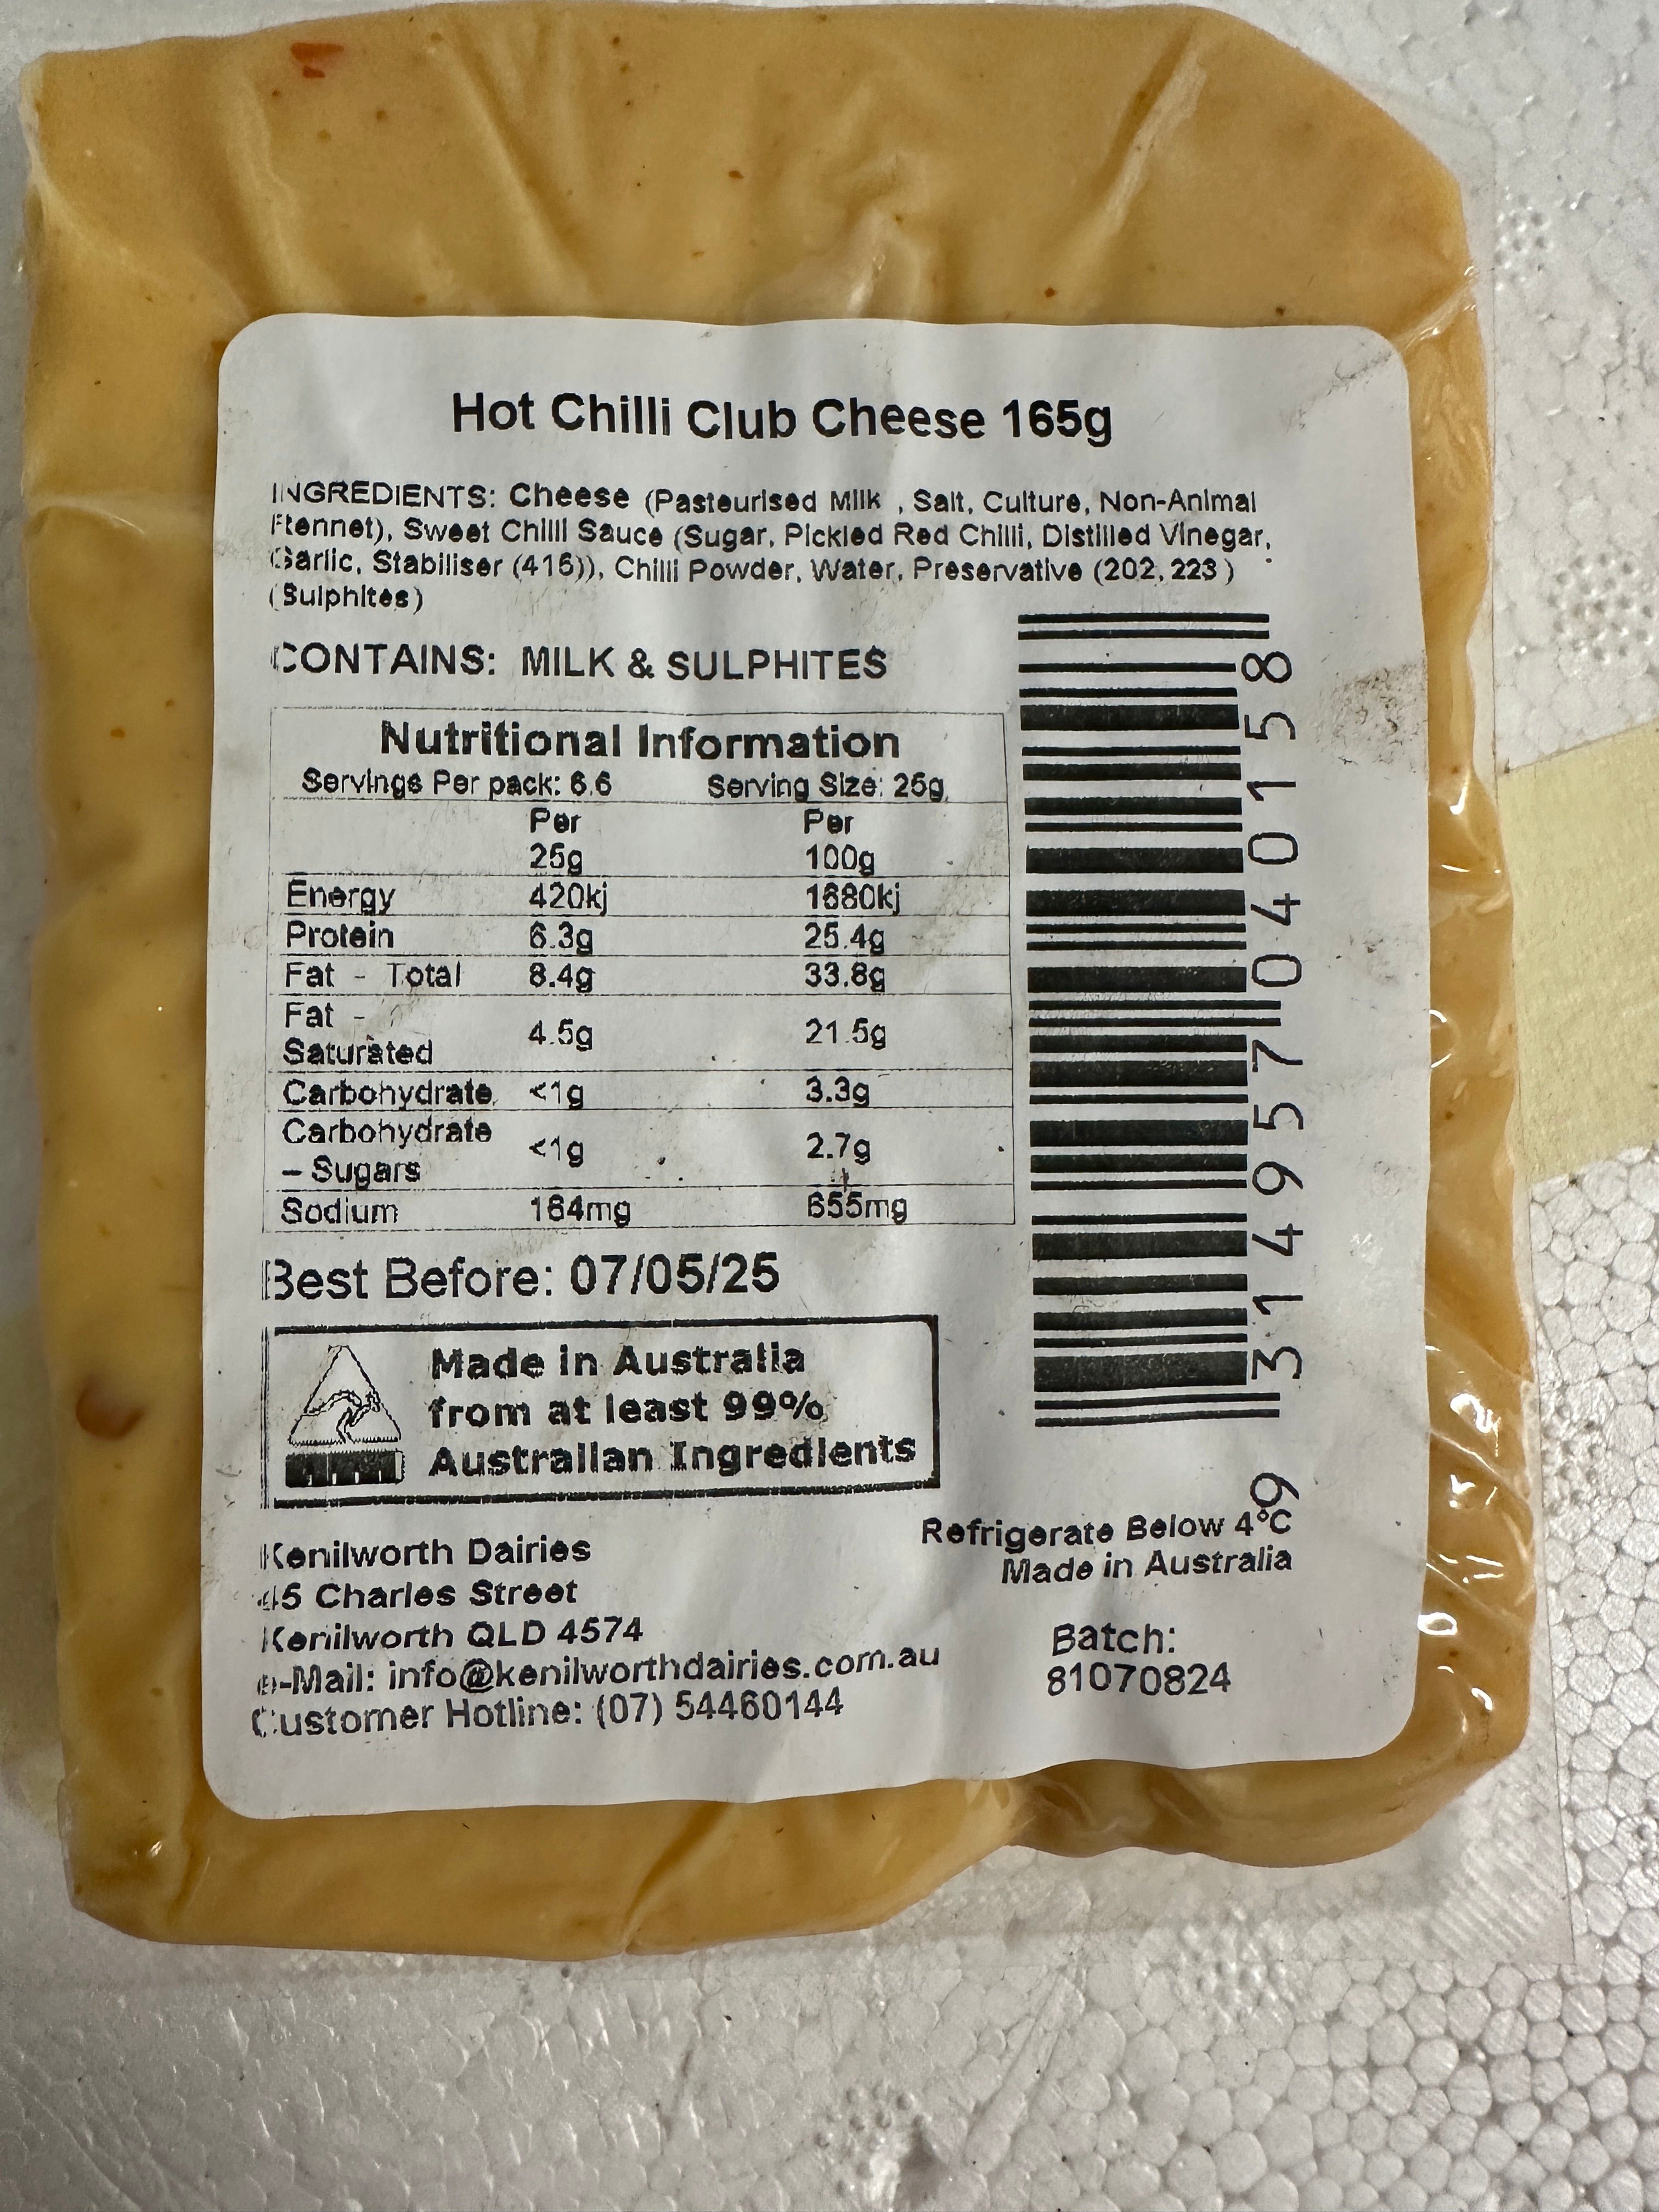 Hot Chilli Club Cheese 165g
INGREDIENTS: Cheese (Pasteurised Milk , Salt, Culture, Non-Animal
Rennet), Sweet Chilli Sauce (Sugar, Pickled Red Chilli, Distilled Vinegar,
Garlic, Stabiliser (415)), Chilli Powder, Water, Preservative (202, 223)
(Sulphites)
CONTAINS: MILK & SULPHITES
Nutritional Information
Servings Per pack: 6.6 Serving Size: 25g
Per Per
25g 100g
Energy 420kj 1680kj
Protein 6.3g 25.4g
Fat - Total 8.4g 33.8g
Fat -
Saturated 4.5g 21.5g
Carbohydrate <1g 3.3g
Carbohydrate
– Sugars <1g 2.7g
Sodium 164mg 655mg
Best Before: 07/05/25
Made in Australia
from at least 99%
Australian Ingredients
Kenilworth Dairies
45 Charles Street
Kenilworth QLD 4574
e-Mail: info@kenilworthdairies.com.au
Customer Hotline: (07) 54460144
9 314957 040158
Refrigerate Below 4°C
Made in Australia
Batch:
81070824